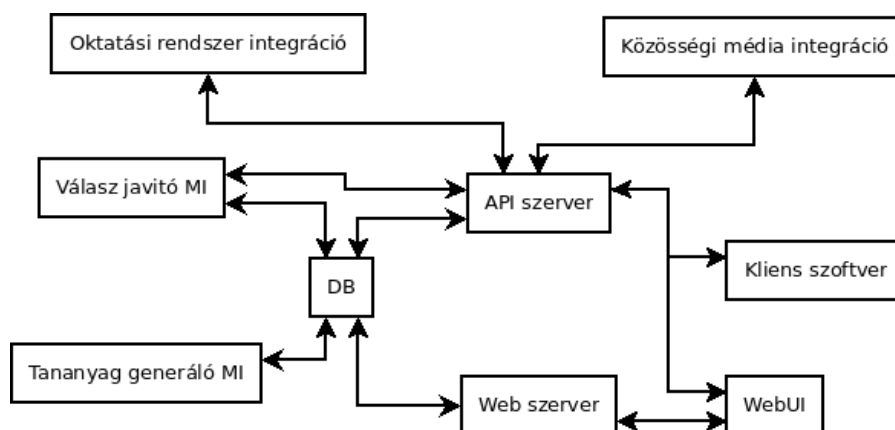 Oktatási rendszer integráció
Közösségi média integráció
Válasz javitó MI
API szerver
Kliens szoftver
DB
Tananyag generáló MI
Web szerver
WebUI